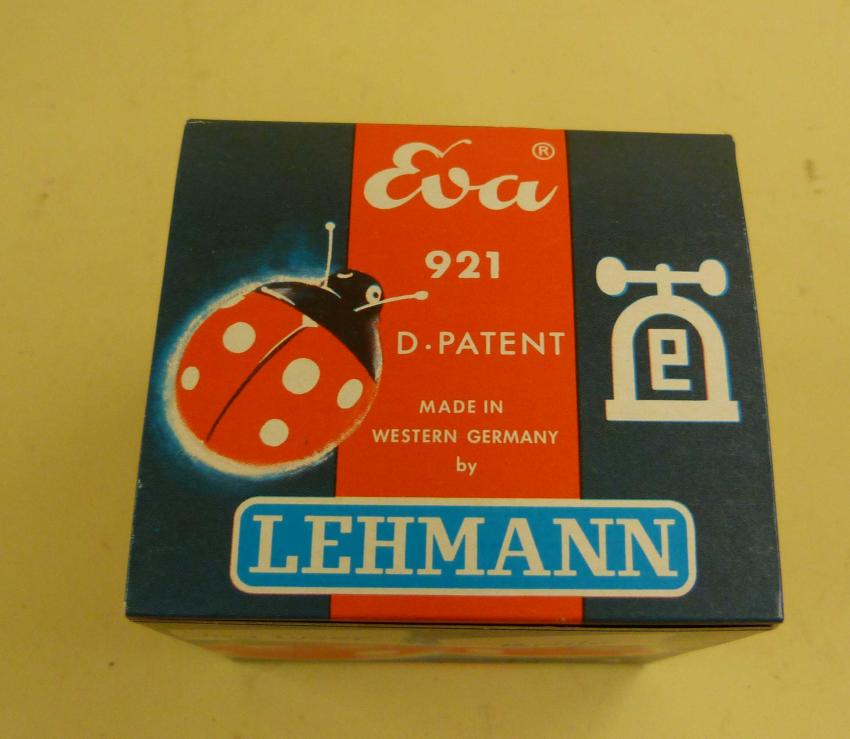 Eva ®
921
D·PATENT
MADE IN
WESTERN GERMANY
by
LEHMANN
e